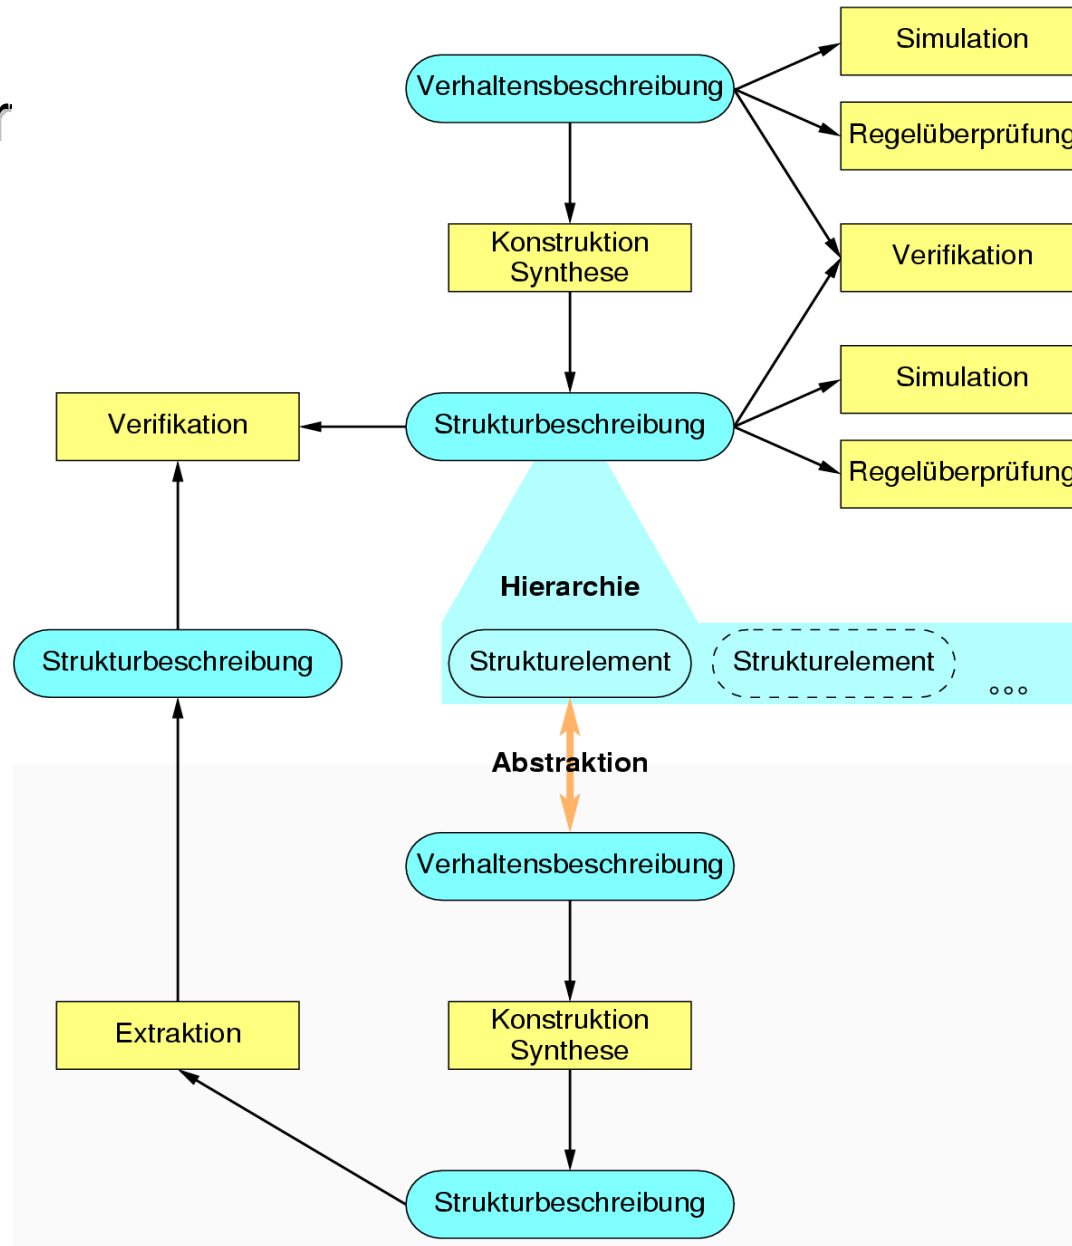 Simulation
Verhaltensbeschreibung
r
Regelüberprüfung
Konstruktion
Synthese
Verifikation
Simulation
Verifikation
Strukturbeschreibung
Regelüberprüfung
Hierarchie
Strukturbeschreibung
Strukturelement
Strukturelement
°°°
Abstraktion
Verhaltensbeschreibung
Extraktion
Konstruktion
Synthese
Strukturbeschreibung